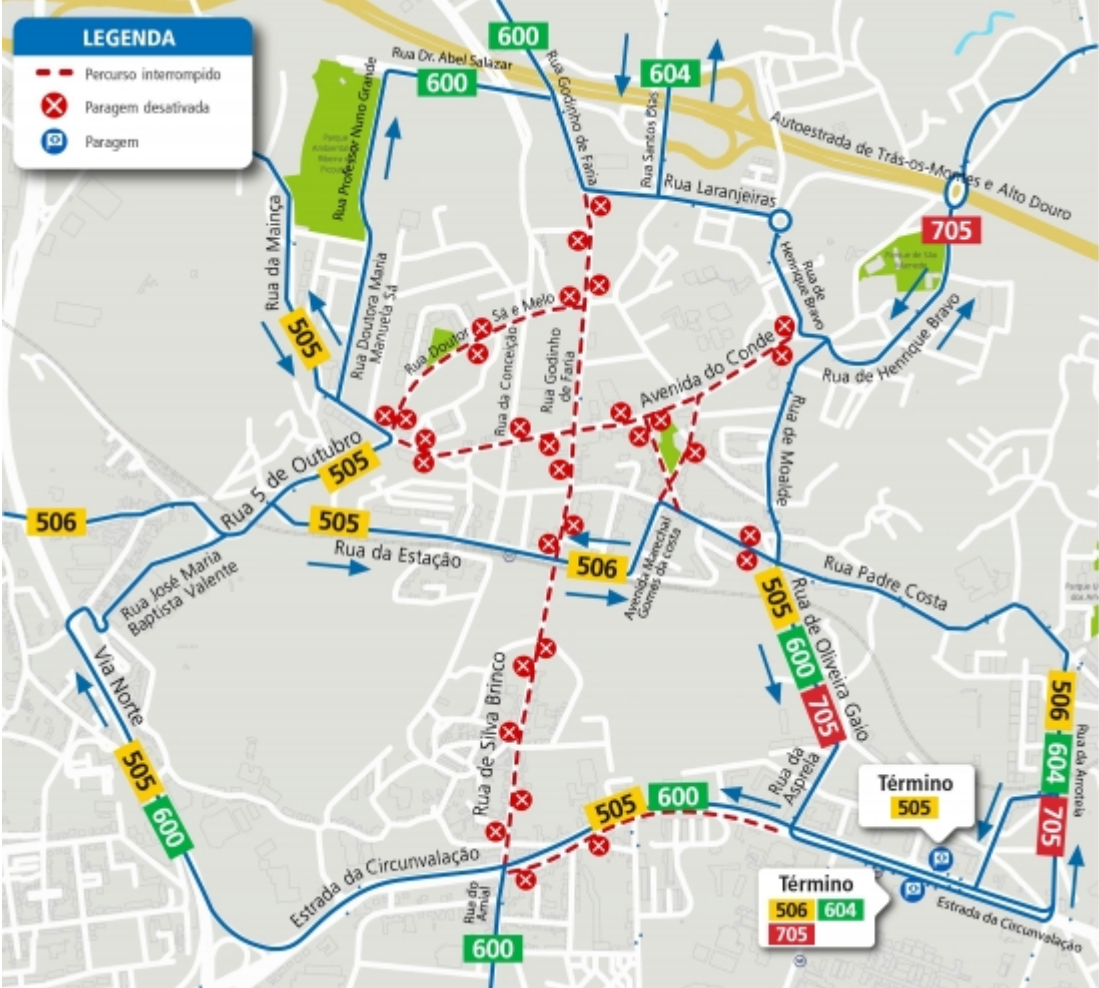 LEGENDA
Percurso interrompido
Paragem desativada
Paragem
600
Rua Dr. Abel Salazar
600
Rua Godinho de Faria
604
Rua Santos Dias
Autoestrada de Trás-os-Montes e Alto Douro
Rua Professor Nuno Grande
Rua Laranjeiras
705
Rua da Mainça
Rua Doutora Maria
Manuela Sá
505
Rua de
Henrique Bravo
Rua de Henrique Bravo
Rua Doutor Sá e Melo
Rua da Conceição
Rua Godinho
de Faria
Avenida do Conde
Rua de Moalde
Rua 5 de Outubro
505
506
505
Rua da Estação
506
Avenida Marechal
Gomes da costa
Rua Padre Costa
Rua José Maria
Baptista Valente
505
600
705
Rua de Oliveira Gaio
Via Norte
505
600
Rua de Silva Brinco
Rua da
Asprela
506
604
705
Rua da Arroteia
505
600
Término
505
Estrada da Circunvalação
Término
506 604
705
Estrada da Circunvalação
Rua do
Amial
600